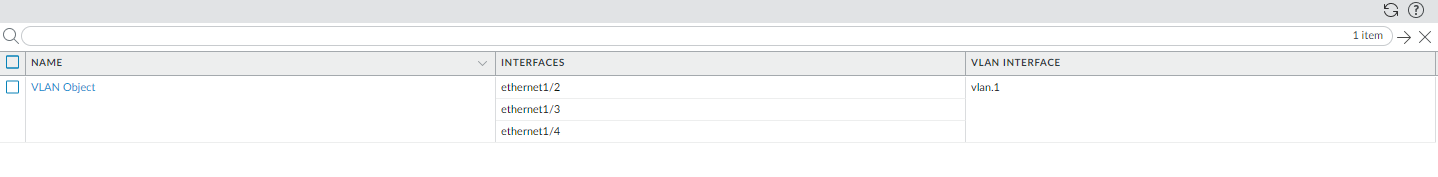 1 item
NAME INTERFACES VLAN INTERFACE
VLAN Object ethernet1/2 vlan.1
ethernet1/3
ethernet1/4